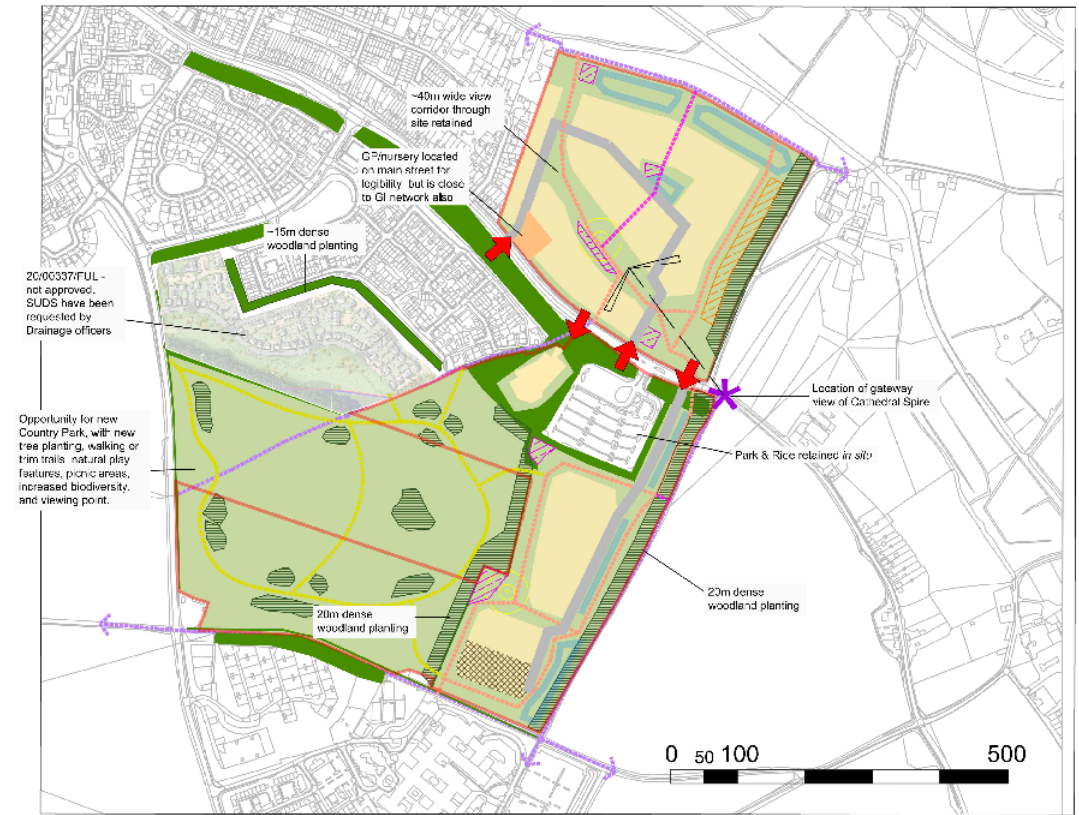 ~40m wide view
corridor through
site retained
GP/nursery located
on main street for
legibility but is close
to GI network also
~15m dense
woodland planting
20/00337/FUL -
not approved.
SUDS have been
requested by
Drainage officers
Opportunity for new
Country Park, with new
tree planting, walking or
trim trails natural play
features, picnic areas,
increased biodiversity,
and viewing point.
Location of gateway
view of Cathedral Spire
Park & Rice retained in situ
20m dense
woodland planting
20m dense
woodland planting
0 50 100 500